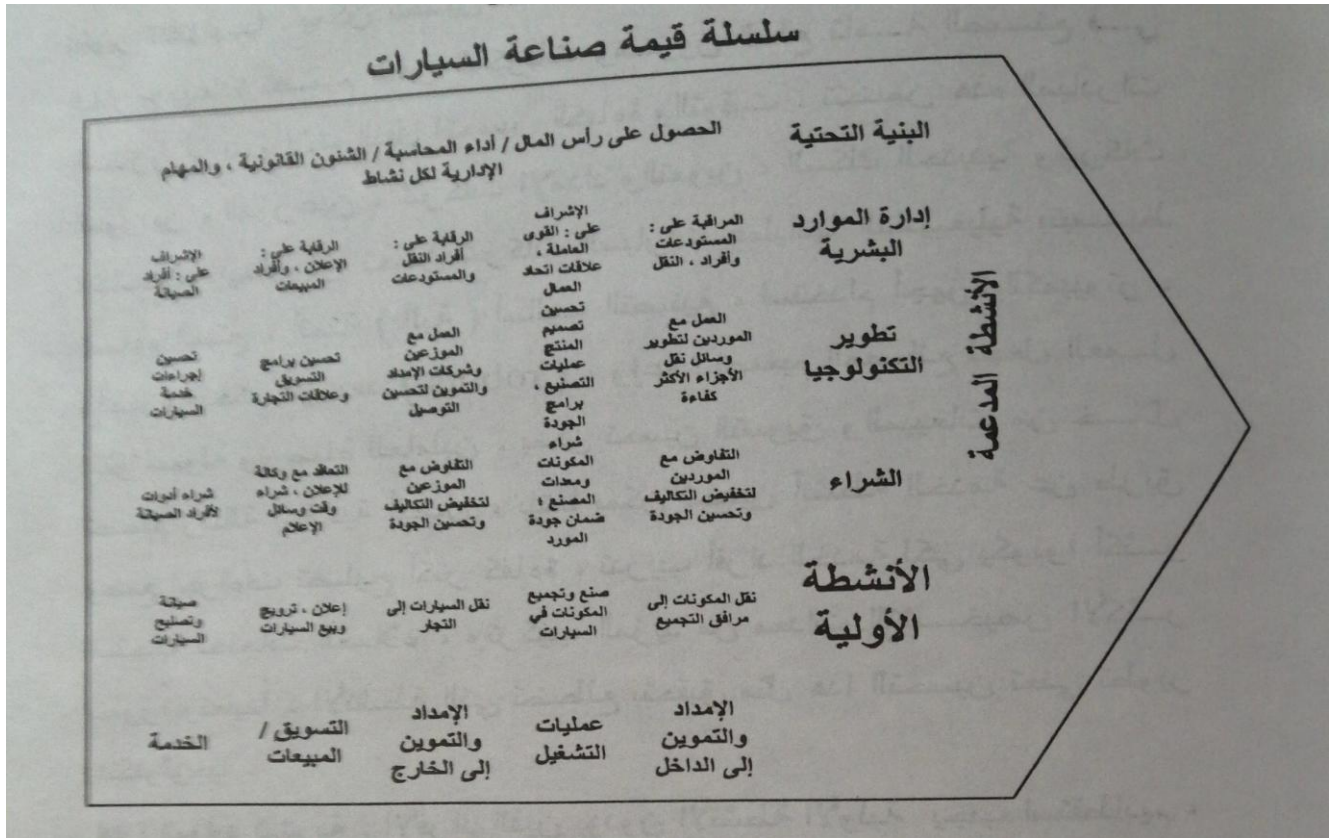 سلسلة قيمة صناعة السيارات
البنية التحتية
الحصول على رأس المال / أداء المحاسبة / الشئون القانونية ، والمهام
الإدارية لكل نشاط
إدارة الموارد
البشرية
المراقبة على :
المستودعات
وأفراد ، النقل
الإشراف
على : القوى
العاملة ،
علاقات اتحاد
العمال
الرقابة على :
أفراد النقل
والمستودعات
الرقابة على :
الإعلان ، وأفراد
المبيعات
الإشراف
على : أفراد
الصيانة
الأنشطة المدعمة
تطوير
التكنولوجيا
العمل مع
الموردين لتطوير
وسائل نقل
الأجزاء الأكثر
كفاءة
تحسين
تصميم
المنتج
عمليات
التصنيع ،
برامج
الجودة
العمل مع
الموزعين
وشركات الإمداد
والتموين لتحسين
التوصيل
تحسين برامج
التسويق
وعلاقات التجارة
تحسين
إجراءات
خدمة
السيارات
الشراء
التفاوض مع
الموردين
لتخفيض التكاليف
وتحسين الجودة
شراء
المكونات
ومعدات
المصنع ؛
ضمان جودة
المورد
التفاوض مع
الموزعين
لتخفيض التكاليف
وتحسين الجودة
التعاقد مع وكالة
للإعلان ، شراء
وقت وسائل
الإعلام
شراء أدوات
لأفراد الصيانة
الأنشطة
الأولية
نقل المكونات إلى
مرافق التجميع
صنع وتجميع
المكونات في
السيارات
نقل السيارات إلى
التجار
إعلان ، ترويج
وبيع السيارات
صيانة
وتصليح
السيارات
الإمداد
والتموين
إلى الداخل
عمليات
التشغيل
الإمداد
والتموين
إلى الخارج
التسويق /
المبيعات
الخدمة